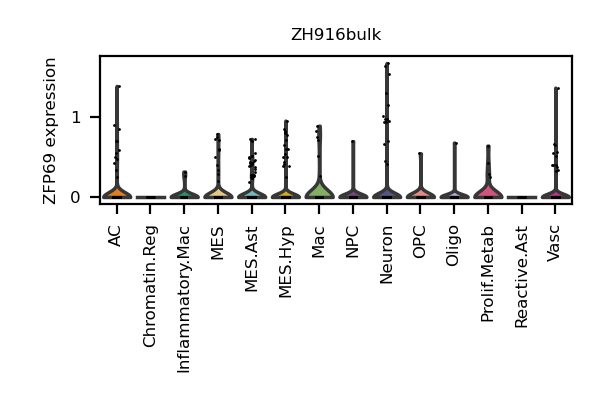 ZH916bulk
ZFP69 expression
1
0
AC
Chromatin.Reg
Inflammatory.Mac
MES
MES.Ast
MES.Hyp
Mac
NPC
Neuron
OPC
Oligo
Prolif.Metab
Reactive.Ast
Vasc